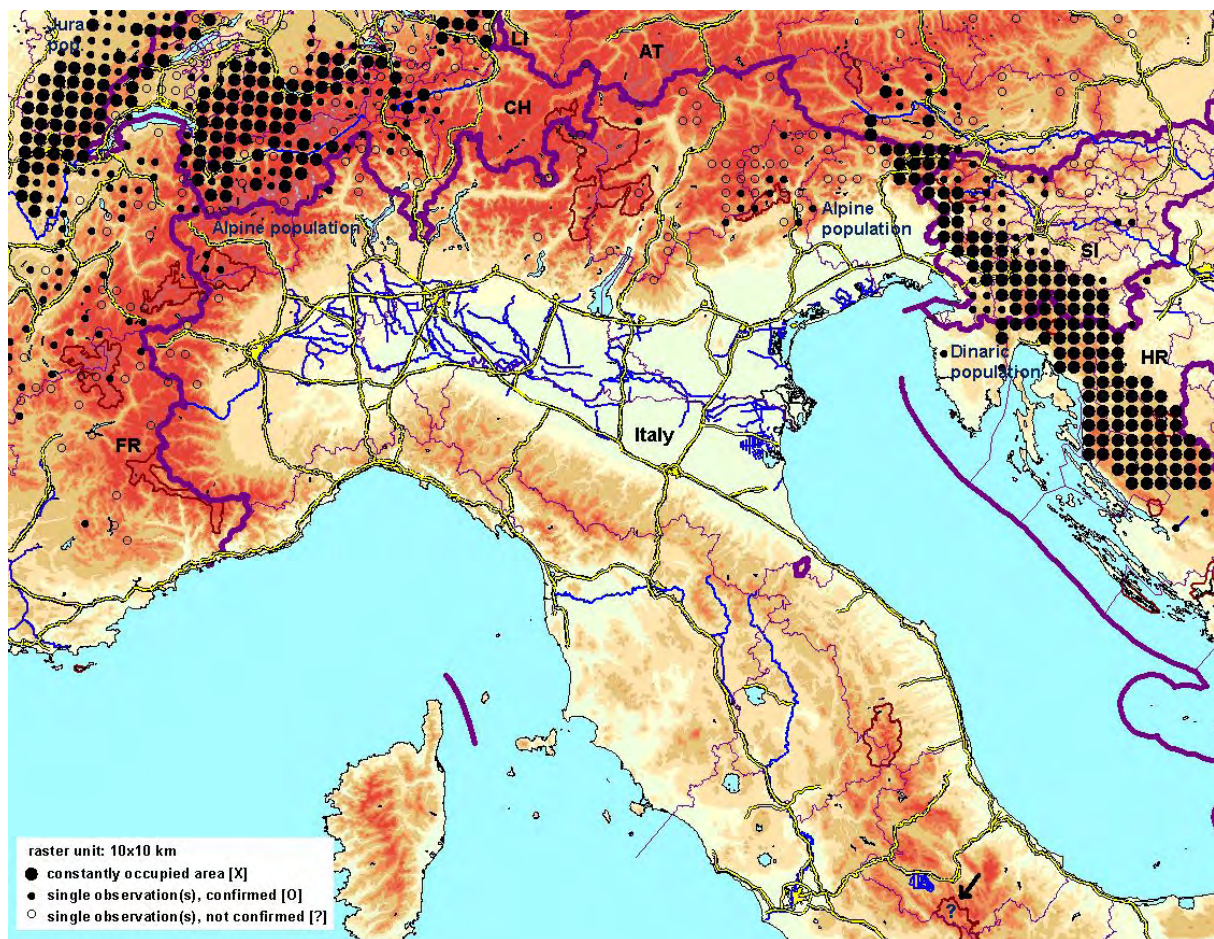 Jura
pop.
LI
AT
CH
Alpine population
Alpine
population
SI
Dinaric
population
HR
FR
Italy
raster unit: 10x10 km
constantly occupied area [X]
single observation(s), confirmed [O]
single observation(s), not confirmed [?]
?